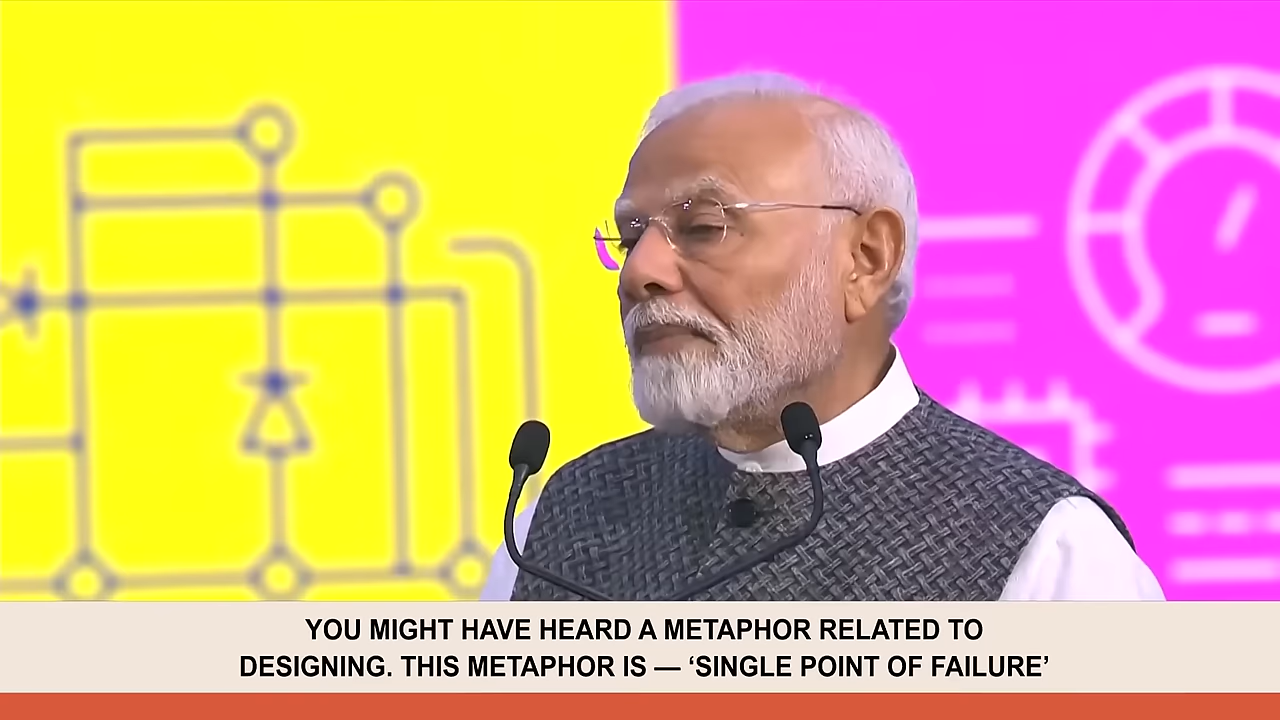 YOU MIGHT HAVE HEARD A METAPHOR RELATED TO
DESIGNING. THIS METAPHOR IS — ‘SINGLE POINT OF FAILURE’